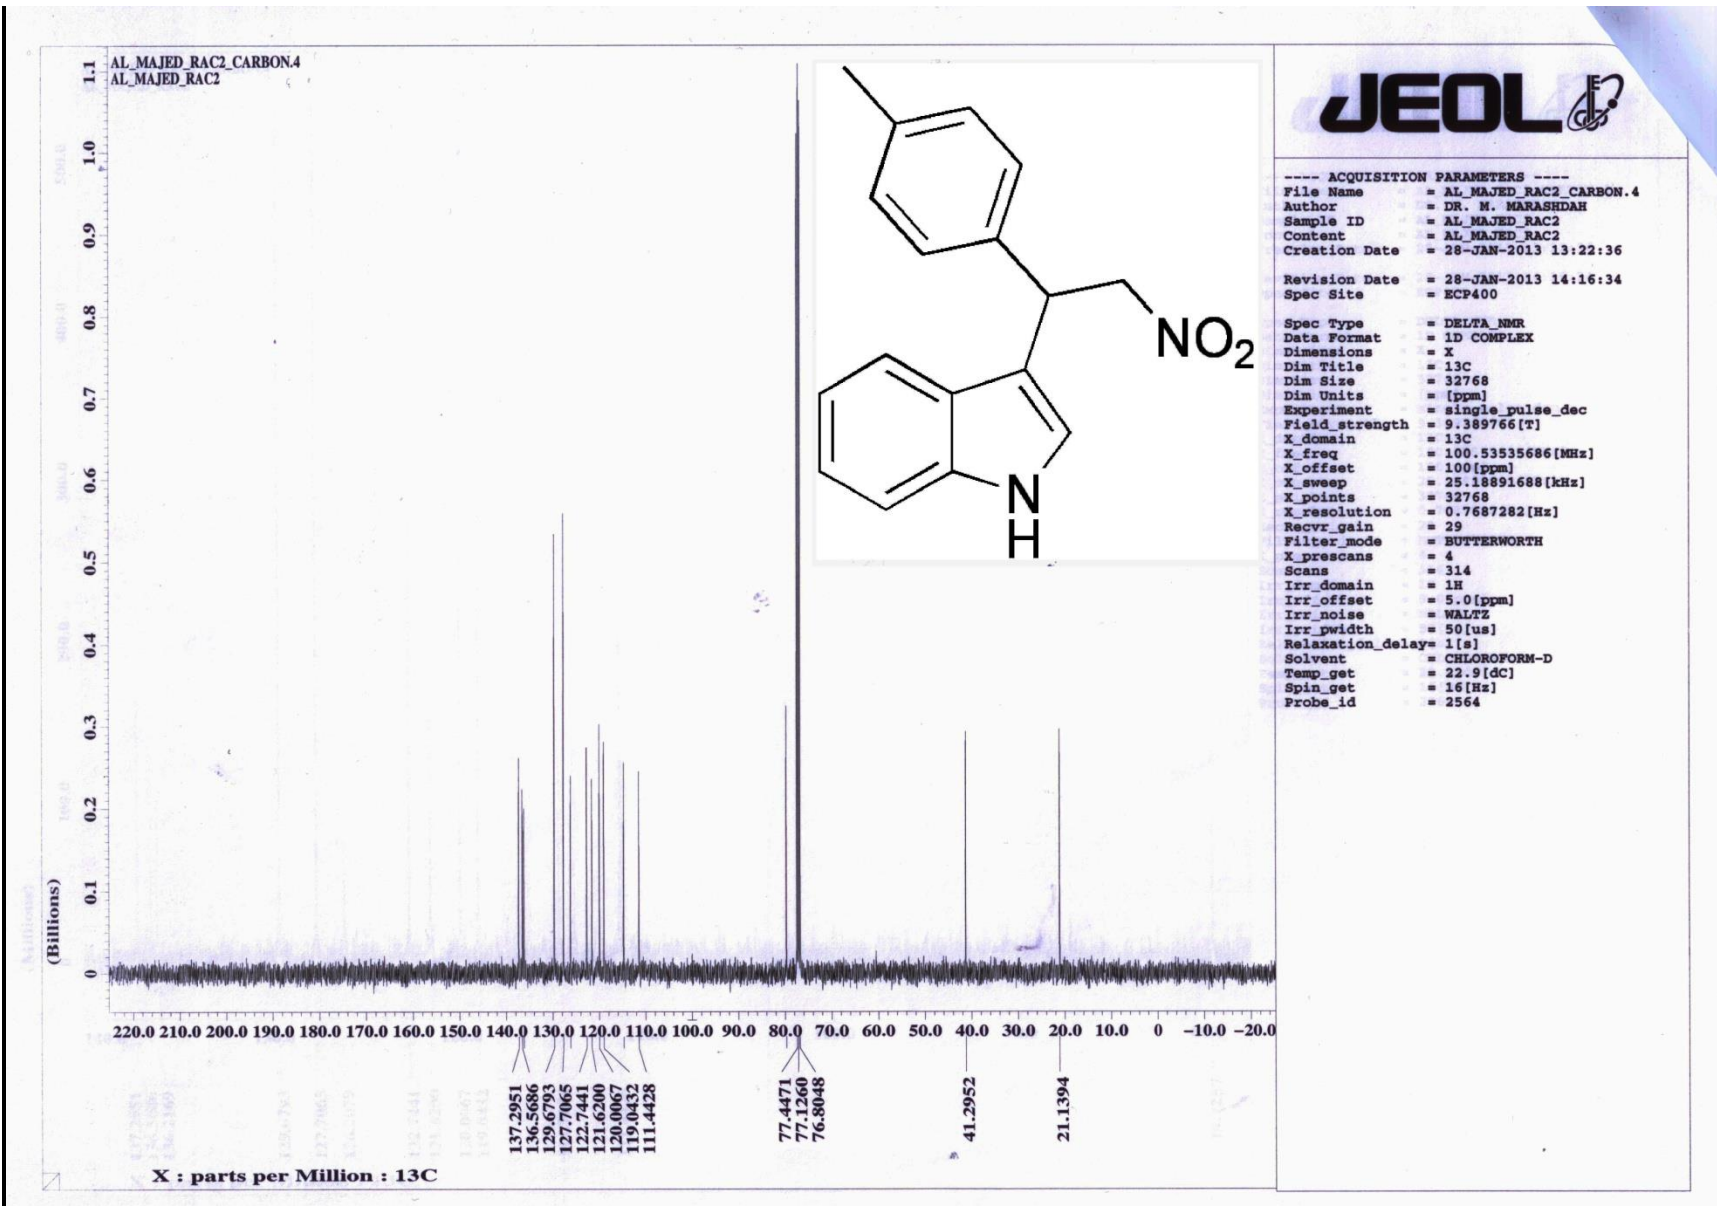 AL_MAJED_RAC2_CARBON.4
AL_MAJED_RAC2
JEOL
---- ACQUISITION PARAMETERS ----
File Name = AL_MAJED_RAC2_CARBON.4
Author = DR. M. MARASHDAH
Sample ID = AL_MAJED_RAC2
Content = AL_MAJED_RAC2
Creation Date = 28-JAN-2013 13:22:36
Revision Date = 28-JAN-2013 14:16:34
Spec Site = ECP400
Spec Type = DELTA_NMR
Data Format = 1D COMPLEX
Dimensions = X
Dim Title = 13C
Dim Size = 32768
Dim Units = [ppm]
Experiment = single_pulse_dec
Field_strength = 9.389766[T]
X_domain = 13C
X_freq = 100.53535686[MHz]
X_offset = 100[ppm]
X_sweep = 25.18891688[kHz]
X_points = 32768
X_resolution = 0.7687282[Hz]
Recvr_gain = 29
Filter_mode = BUTTERWORTH
X_prescans = 4
Scans = 314
Irr_domain = 1H
Irr_offset = 5.0[ppm]
Irr_noise = WALTZ
Irr_pwidth = 50[us]
Relaxation_delay= 1[s]
Solvent = CHLOROFORM-D
Temp_get = 22.9[dC]
Spin_get = 16[Hz]
Probe_id = 2564
NO2
N
H
1.1
1.0
0.9
0.8
0.7
0.6
0.5
0.4
0.3
0.2
0.1
0
(Billions)
220.0 210.0 200.0 190.0 180.0 170.0 160.0 150.0 140.0 130.0 120.0 110.0 100.0 90.0 80.0 70.0 60.0 50.0 40.0 30.0 20.0 10.0 0 -10.0 -20.0
137.2951
136.5686
129.6793
127.7065
122.7441
121.6200
120.0067
119.0432
111.4428
77.4471
77.1260
76.8048
41.2952
21.1394
X : parts per Million : 13C